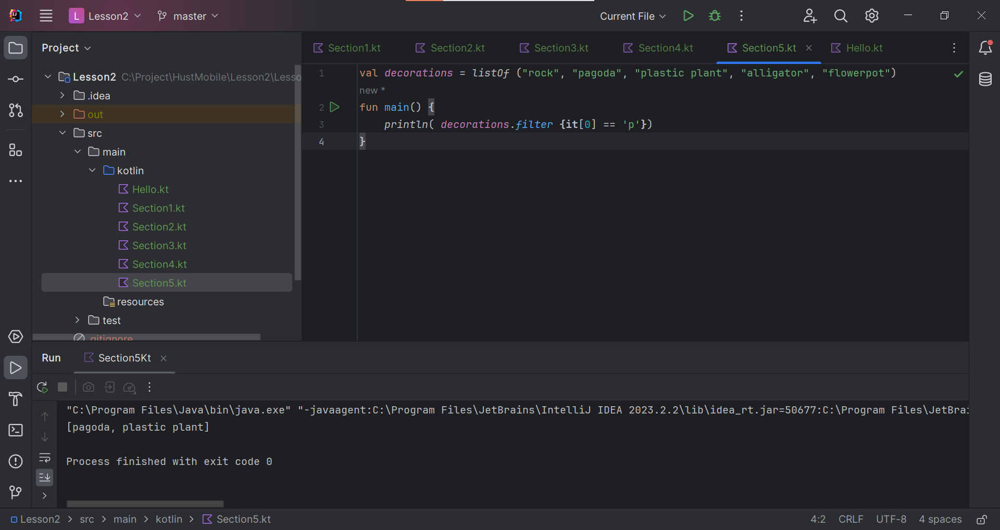 L Lesson2 master Current File
Project
Section1.kt Section2.kt Section3.kt Section4.kt Section5.kt Hello.kt
Lesson2 C:\Project\HustMobile\Lesson2\Lesso
.idea
out
src
main
kotlin
Hello.kt
Section1.kt
Section2.kt
Section3.kt
Section4.kt
Section5.kt
resources
test
.gitignore
1 val decorations = listOf ("rock", "pagoda", "plastic plant", "alligator", "flowerpot")
new *
2 fun main() {
3 println( decorations.filter {it[0] == 'p'})
4 }
Run Section5Kt
"C:\Program Files\Java\bin\java.exe" "-javaagent:C:\Program Files\JetBrains\IntelliJ IDEA 2023.2.2\lib\idea_rt.jar=50677:C:\Program Files\JetBrai
[pagoda, plastic plant]
Process finished with exit code 0
Lesson2 > src > main > kotlin > Section5.kt 4:2 CRLF UTF-8 4 spaces